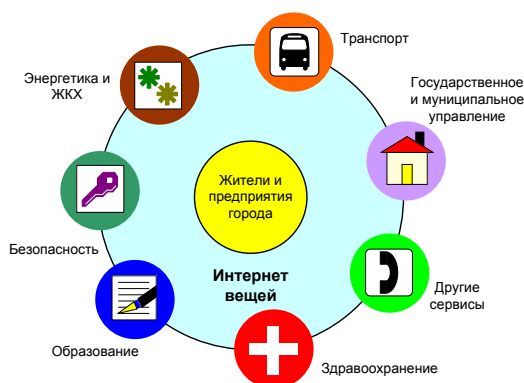 Транспорт
Энергетика и
ЖКХ
Государственное
и муниципальное
управление
Жители и
предприятия
города
Безопасность
Интернет
вещей
Другие
сервисы
Образование
Здравоохранение